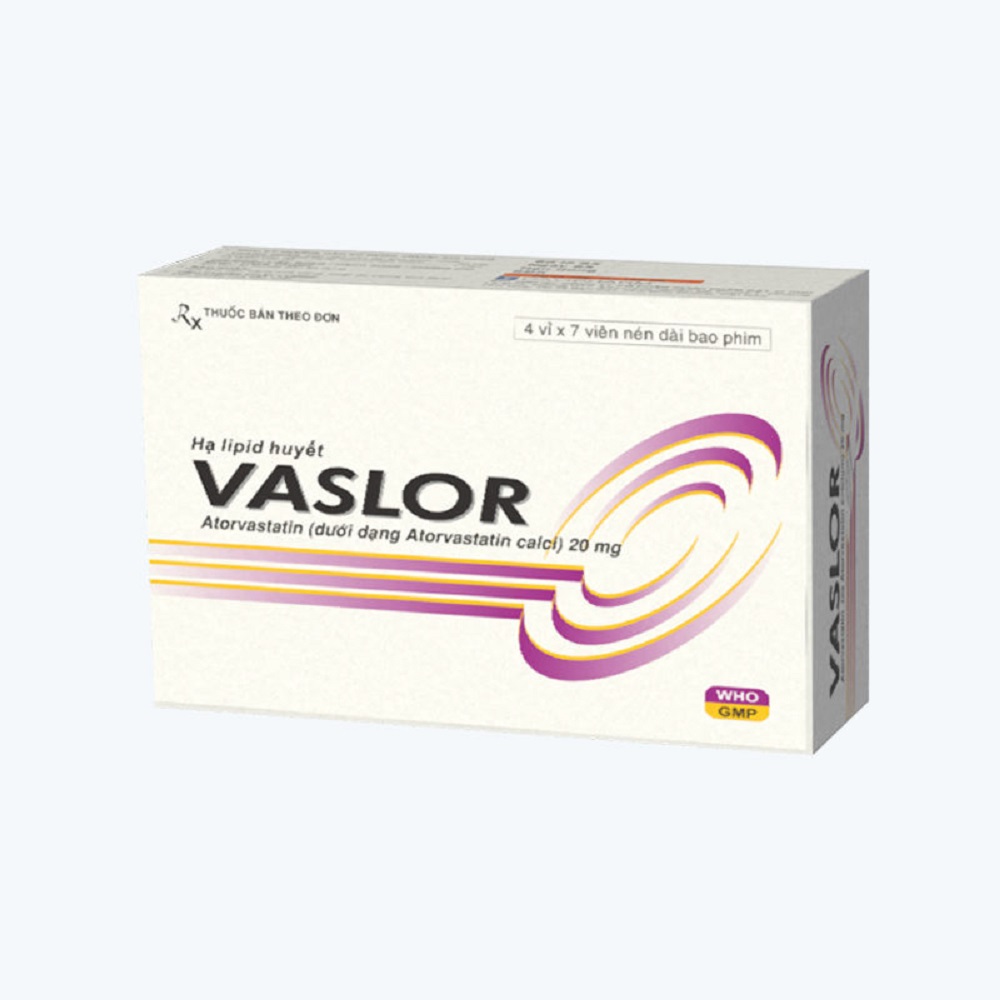 Rx THUỐC BÁN THEO ĐƠN
4 vỉ x 7 viên nén dài bao phim
Hạ lipid huyết
VASLOR
Atorvastatin (dưới dạng Atorvastatin calci) 20 mg
WHO
GMP
VASLOR